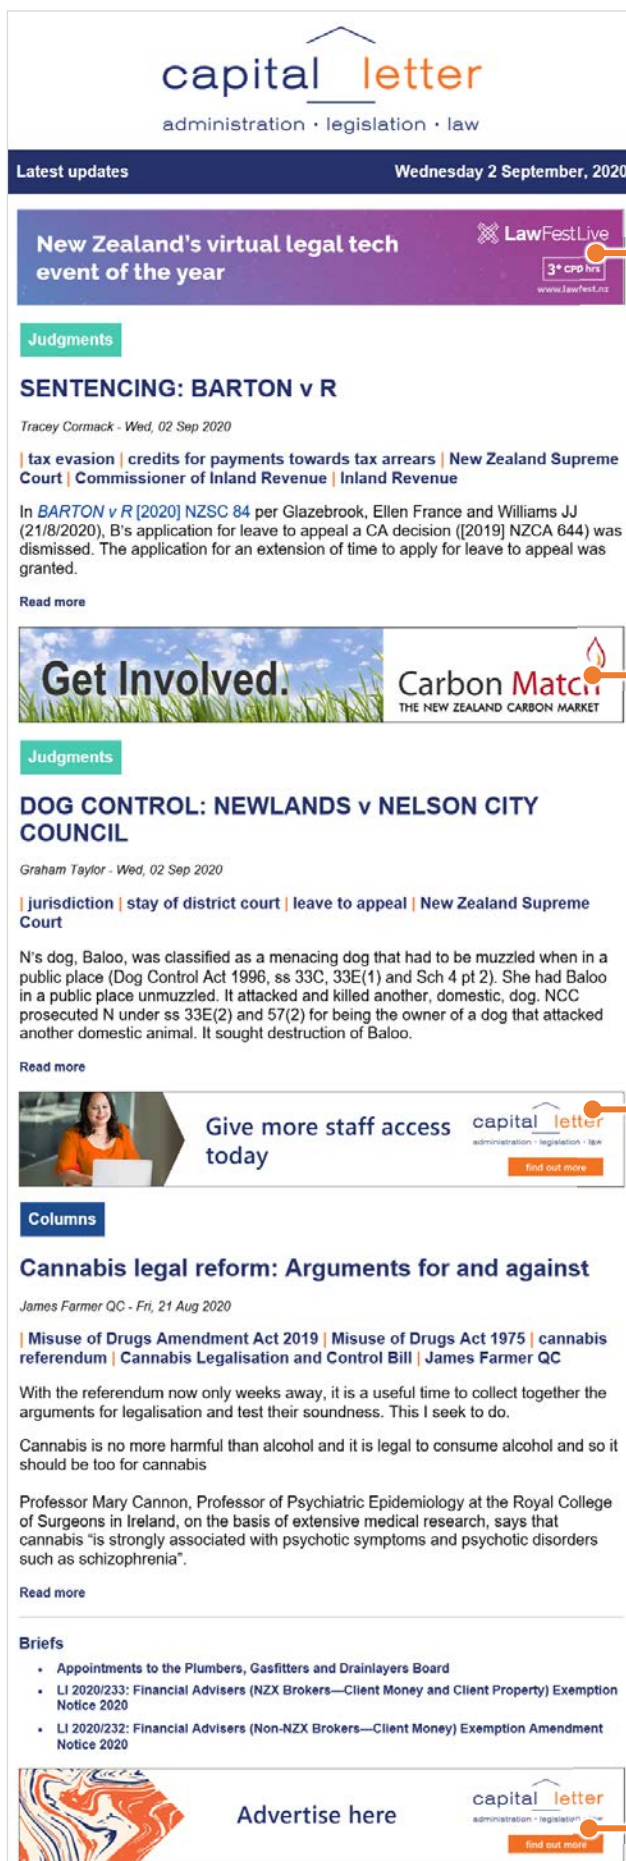 capital letter
administration · legislation · law
Latest updates
Wednesday 2 September, 2020
New Zealand's virtual legal tech
event of the year
LawFestLive
3+ CPD hrs
www.lawfest.nz
Judgments
SENTENCING: BARTON v R
Tracey Cormack - Wed, 02 Sep 2020
| tax evasion | credits for payments towards tax arrears | New Zealand Supreme
Court | Commissioner of Inland Revenue | Inland Revenue
In BARTON v R [2020] NZSC 84 per Glazebrook, Ellen France and Williams JJ
(21/8/2020), B's application for leave to appeal a CA decision ([2019] NZCA 644) was
dismissed. The application for an extension of time to apply for leave to appeal was
granted.
Read more
Get Involved.
Carbon Match
THE NEW ZEALAND CARBON MARKET
Judgments
DOG CONTROL: NEWLANDS v NELSON CITY
COUNCIL
Graham Taylor - Wed, 02 Sep 2020
| jurisdiction | stay of district court | leave to appeal | New Zealand Supreme
Court
N's dog, Baloo, was classified as a menacing dog that had to be muzzled when in a
public place (Dog Control Act 1996, ss 33C, 33E(1) and Sch 4 pt 2). She had Baloo
in a public place unmuzzled. It attacked and killed another, domestic, dog. NCC
prosecuted N under ss 33E(2) and 57(2) for being the owner of a dog that attacked
another domestic animal. It sought destruction of Baloo.
Read more
Give more staff access
today
capital letter
administration · legislation · law
find out more
Columns
Cannabis legal reform: Arguments for and against
James Farmer QC - Fri, 21 Aug 2020
| Misuse of Drugs Amendment Act 2019 | Misuse of Drugs Act 1975 | cannabis
referendum | Cannabis Legalisation and Control Bill | James Farmer QC
With the referendum now only weeks away, it is a useful time to collect together the
arguments for legalisation and test their soundness. This I seek to do.
Cannabis is no more harmful than alcohol and it is legal to consume alcohol and so it
should be too for cannabis
Professor Mary Cannon, Professor of Psychiatric Epidemiology at the Royal College
of Surgeons in Ireland, on the basis of extensive medical research, says that
cannabis “is strongly associated with psychotic symptoms and psychotic disorders
such as schizophrenia”.
Read more
Briefs
• Appointments to the Plumbers, Gasfitters and Drainlayers Board
• LI 2020/233: Financial Advisers (NZX Brokers—Client Money and Client Property) Exemption
Notice 2020
• LI 2020/232: Financial Advisers (Non-NZX Brokers—Client Money) Exemption Amendment
Notice 2020
Advertise here
capital letter
administration · legislation · law
find out more